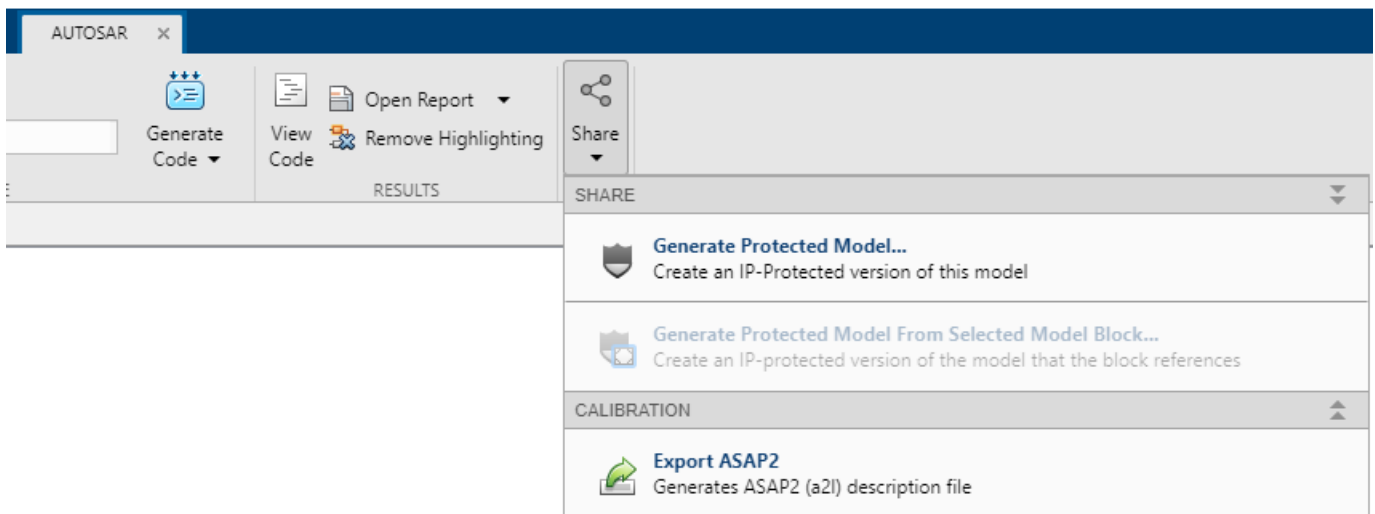 AUTOSAR
Generate
Code
View
Code
Open Report
Remove Highlighting
Share
RESULTS
SHARE
Generate Protected Model...
Create an IP-Protected version of this model
Generate Protected Model From Selected Model Block...
Create an IP-protected version of the model that the block references
CALIBRATION
Export ASAP2
Generates ASAP2 (a2l) description file